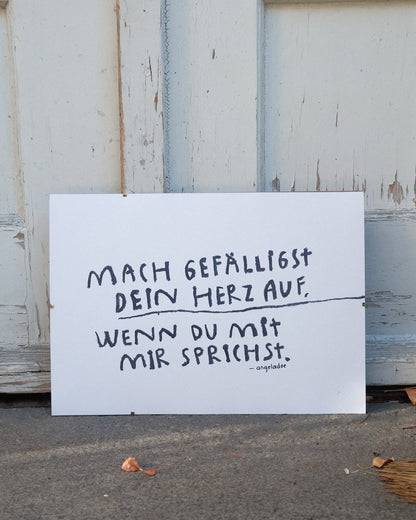 MACH GEFÄLLIGST
DEIN HERZ AUF,
WENN DU MIT
MIR SPRICHST.
– angeladoe